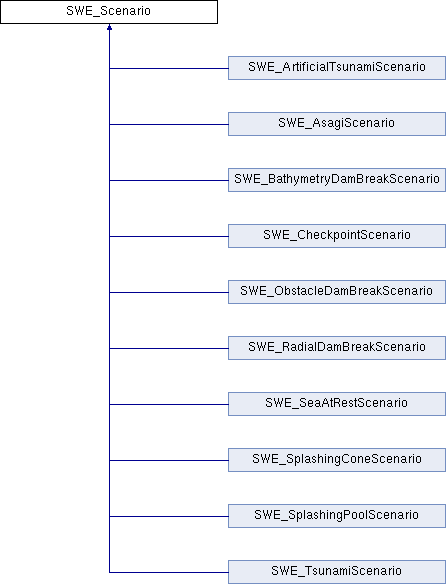 SWE_Scenario
SWE_ArtificialTsunamiScenario
SWE_AsagiScenario
SWE_BathymetryDamBreakScenario
SWE_CheckpointScenario
SWE_ObstacleDamBreakScenario
SWE_RadialDamBreakScenario
SWE_SeaAtRestScenario
SWE_SplashingConeScenario
SWE_SplashingPoolScenario
SWE_TsunamiScenario